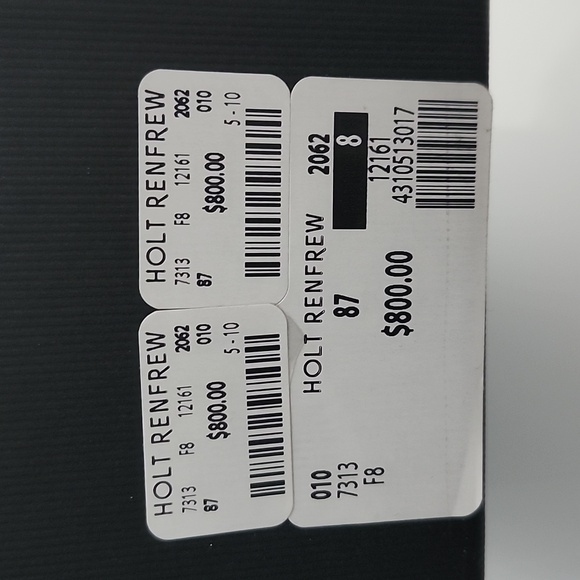 HOLT RENFREW
7313 F8 12161 2062
87 $800.00 010
5-10
HOLT RENFREW
7313 F8 12161 2062
87 $800.00 010
5-10
HOLT RENFREW 2062
87 8
12161
4310513017
$800.00
010
7313
F8